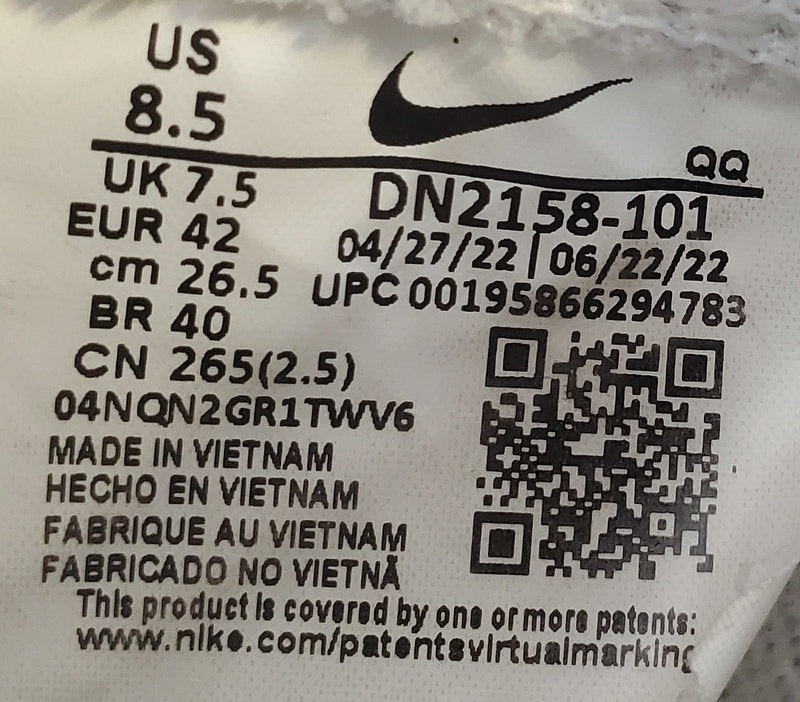 US
8.5
QQ
UK 7.5
EUR 42
cm 26.5
BR 40
CN 265(2.5)
DN2158-101
04/27/22 | 06/22/22
UPC 00195866294783
04NQN2GR1TWV6
MADE IN VIETNAM
HECHO EN VIETNAM
FABRIQUE AU VIETNAM
FABRICADO NO VIETNÃ
This product is covered by one or more patents:
www.nike.com/patentsvirtualmarking